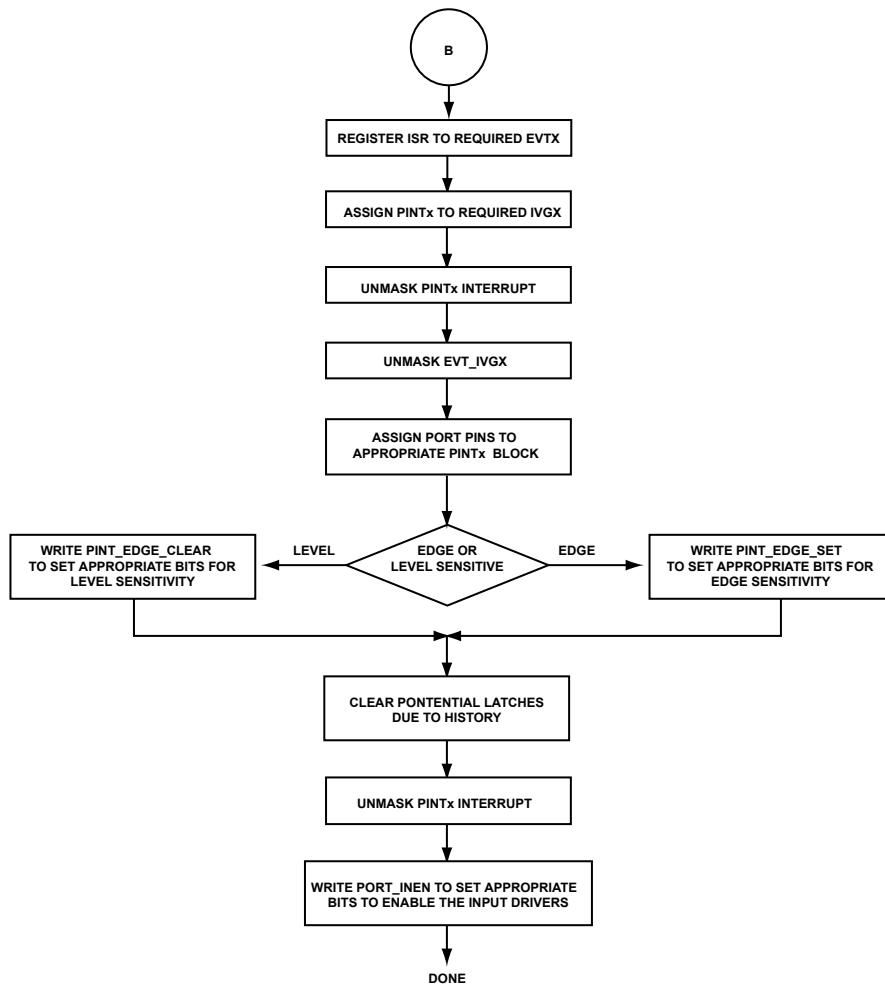 B
REGISTER ISR TO REQUIRED EVTX
ASSIGN PINTx TO REQUIRED IVGX
UNMASK PINTx INTERRUPT
UNMASK EVT_IVGX
ASSIGN PORT PINS TO
APPROPRIATE PINTx BLOCK
WRITE PINT_EDGE_CLEAR
TO SET APPROPRIATE BITS FOR
LEVEL SENSITIVITY
LEVEL
EDGE OR
LEVEL SENSITIVE
EDGE
WRITE PINT_EDGE_SET
TO SET APPROPRIATE BITS FOR
EDGE SENSITIVITY
CLEAR PONTENTIAL LATCHES
DUE TO HISTORY
UNMASK PINTx INTERRUPT
WRITE PORT_INEN TO SET APPROPRIATE
BITS TO ENABLE THE INPUT DRIVERS
DONE